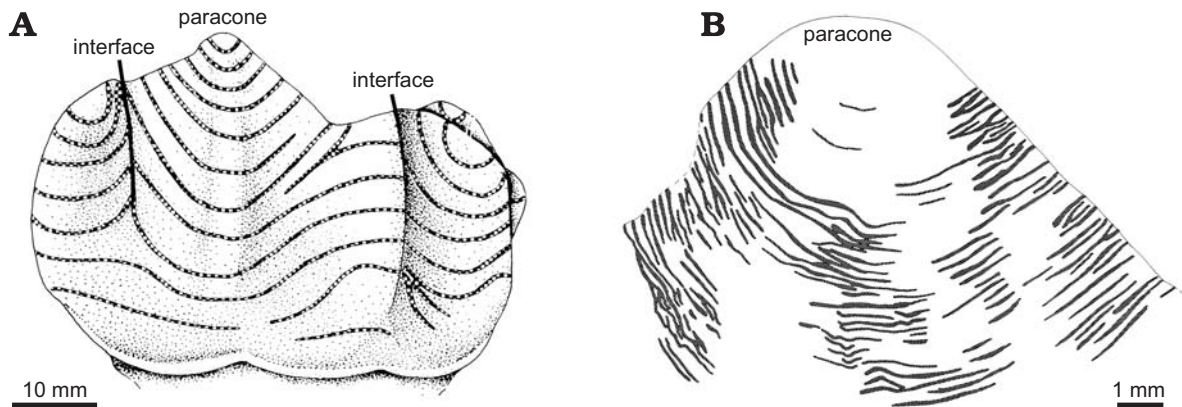 A
paracone
interface
interface
10 mm
B
paracone
1 mm